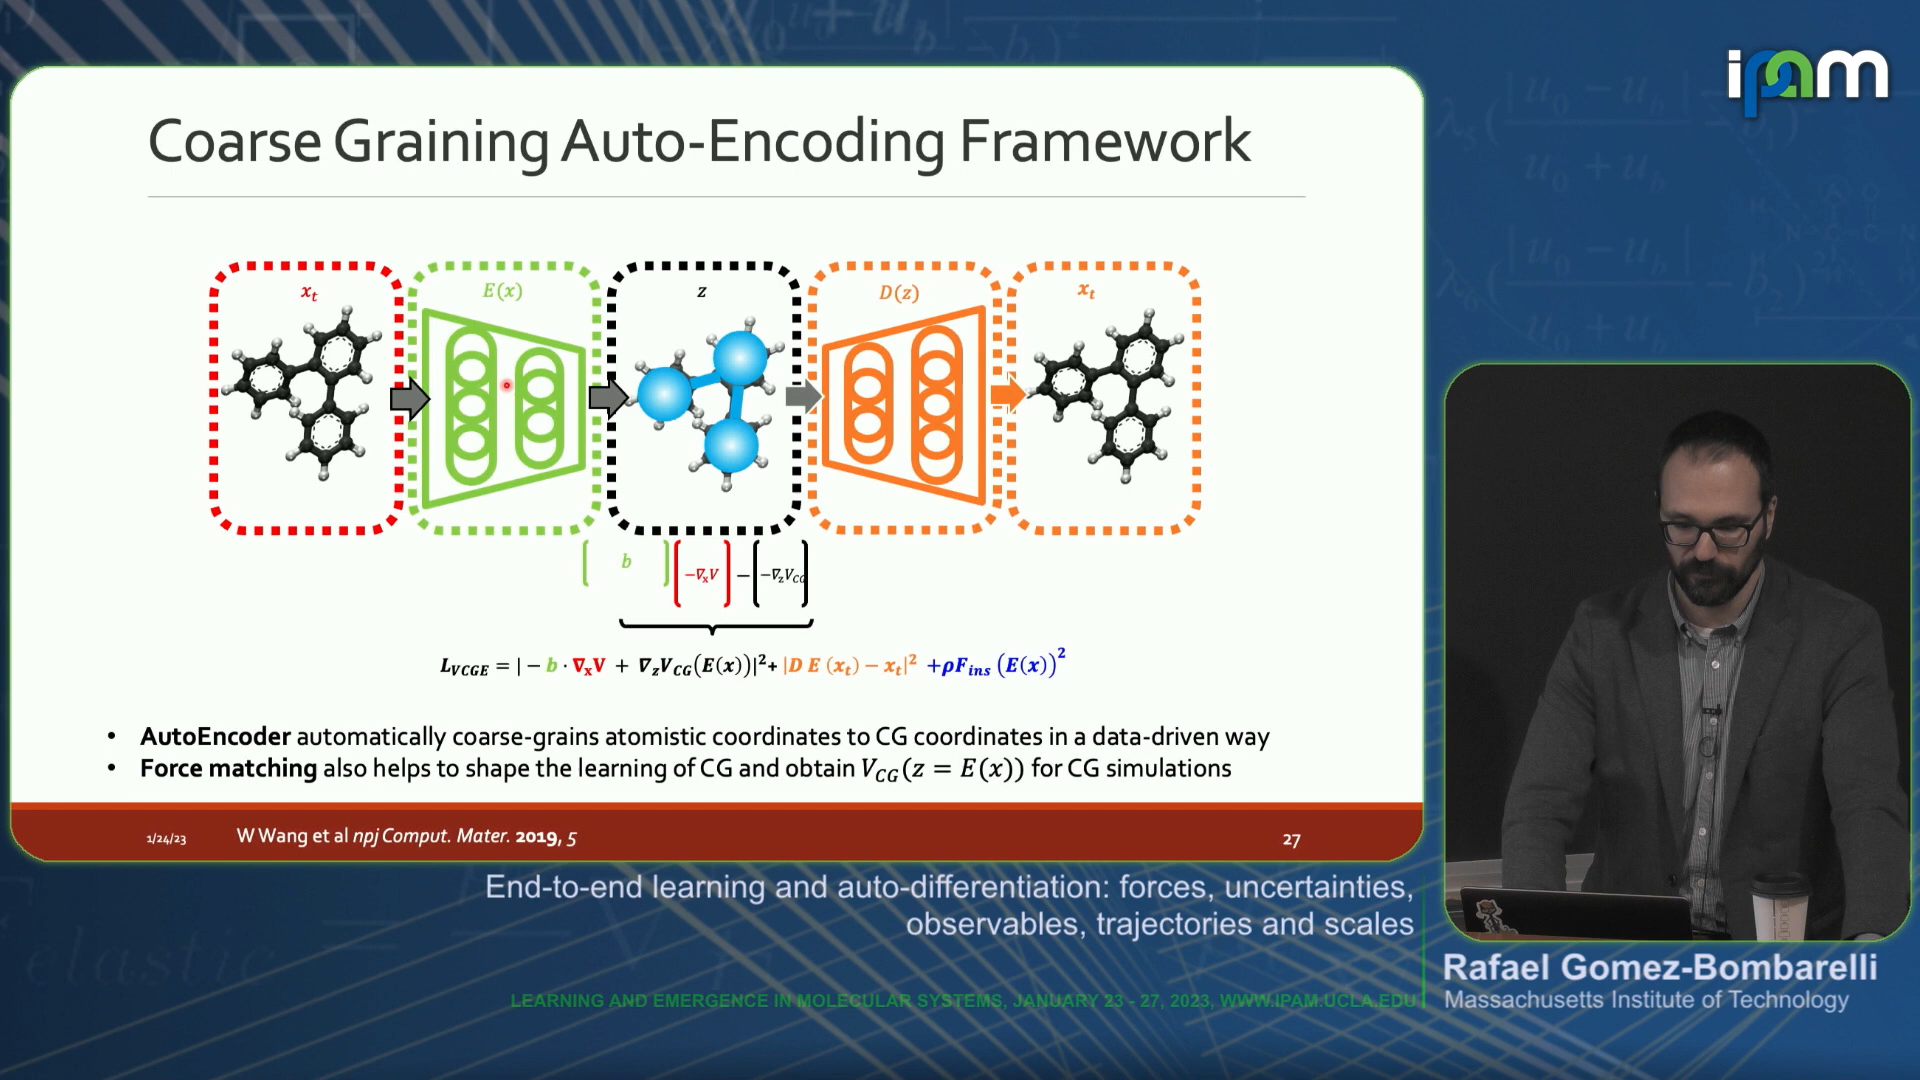 ipam
Coarse Graining Auto-Encoding Framework
x_t
E(x)
z
D(z)
x_t
b
−∇_xV − −∇_zV_CG
L_VCGE = |− b · ∇_xV + ∇_zV_CG(E(x))|²+ |D E (x_t) − x_t|² +ρF_ins (E(x))²
• AutoEncoder automatically coarse-grains atomistic coordinates to CG coordinates in a data-driven way
• Force matching also helps to shape the learning of CG and obtain V_CG(z = E(x)) for CG simulations
1/24/23 W Wang et al npj Comput. Mater. 2019, 5 27
End-to-end learning and auto-differentiation: forces, uncertainties,
observables, trajectories and scales
Rafael Gomez-Bombarelli
Massachusetts Institute of Technology
LEARNING AND EMERGENCE IN MOLECULAR SYSTEMS, JANUARY 23 - 27, 2023, WWW.IPAM.UCLA.EDU
elastic